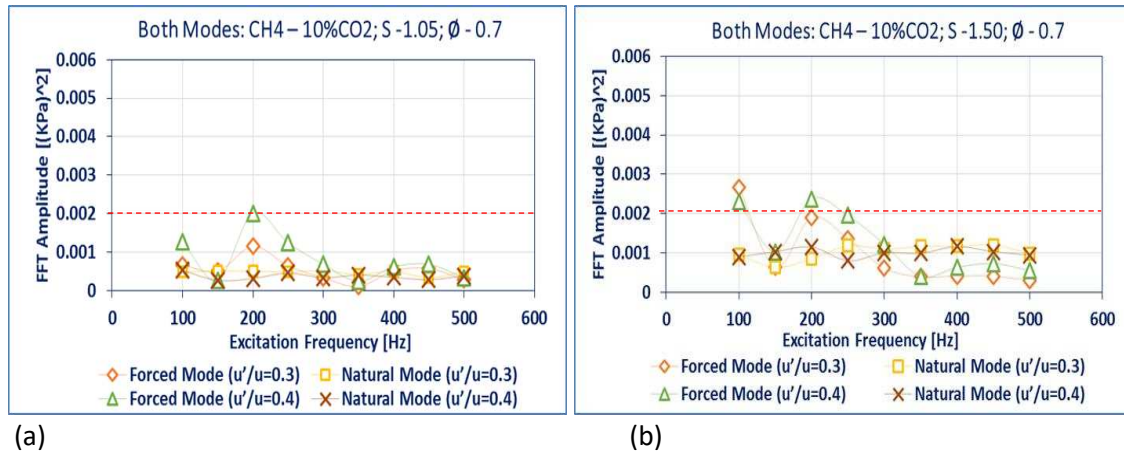 Both Modes: CH4 – 10%CO2; S -1.05; Ø - 0.7
FFT Amplitude [(KPa)^2]
0.006
0.005
0.004
0.003
0.002
0.001
0
0 100 200 300 400 500 600
Excitation Frequency [Hz]
Forced Mode (u'/u=0.3) Natural Mode (u'/u=0.3)
Forced Mode (u'/u=0.4) Natural Mode (u'/u=0.4)
(a)
Both Modes: CH4 – 10%CO2; S -1.50; Ø - 0.7
FFT Amplitude [(KPa)^2]
0.006
0.005
0.004
0.003
0.002
0.001
0
0 100 200 300 400 500 600
Excitation Frequency [Hz]
Forced Mode (u'/u=0.3) Natural Mode (u'/u=0.3)
Forced Mode (u'/u=0.4) Natural Mode (u'/u=0.4)
(b)